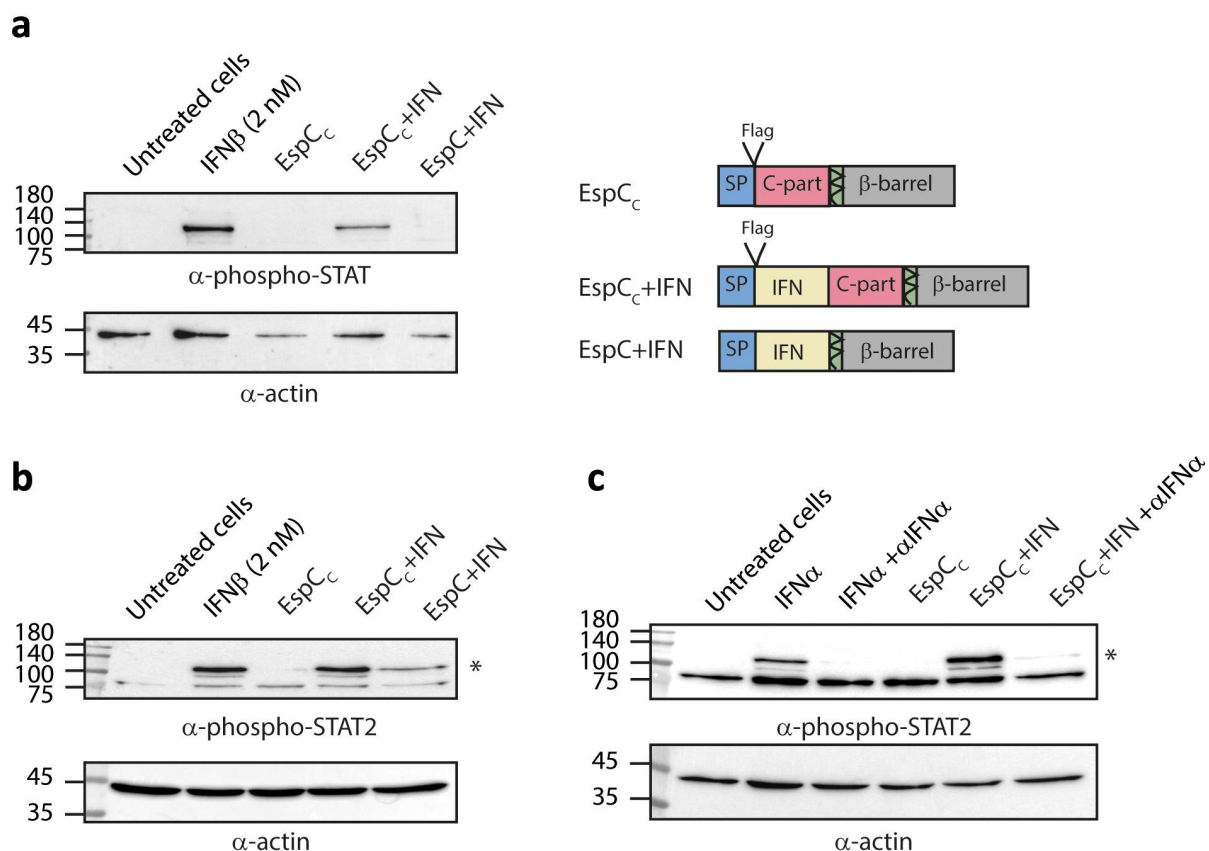 a
Untreated cells
IFNβ (2 nM)
EspC_C
EspC_C+IFN
EspC+IFN
180
140
100
75
α-phospho-STAT
45
35
α-actin
Flag
EspC_C
SP C-part β-barrel
Flag
EspC_C+IFN
SP IFN C-part β-barrel
EspC+IFN
SP IFN β-barrel
b
Untreated cells
IFNβ (2 nM)
EspC_C
EspC_C+IFN
EspC+IFN
180
140
100
75
*
α-phospho-STAT2
45
35
α-actin
c
Untreated cells
IFNα
IFNα +αIFNα
EspC_C
EspC_C+IFN
EspC_C+IFN +αIFNα
180
140
100
75
*
α-phospho-STAT2
45
35
α-actin